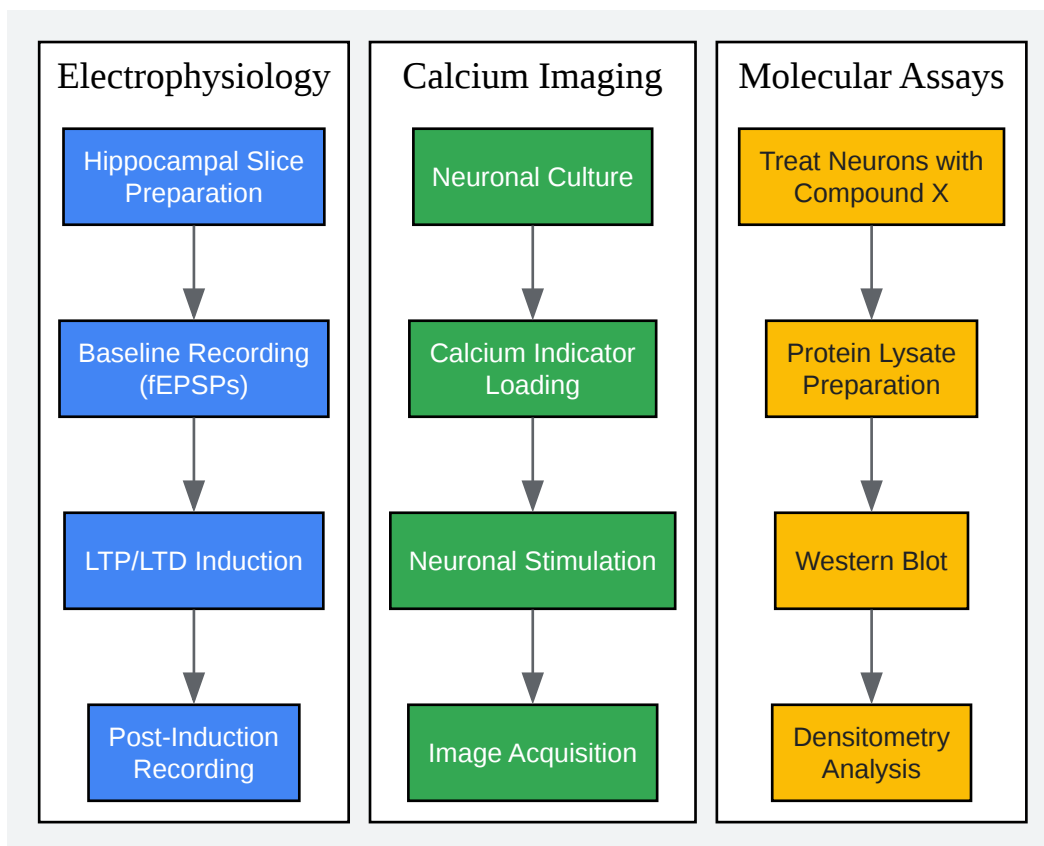 Electrophysiology
Hippocampal Slice
Preparation
Baseline Recording
(fEPSPs)
LTP/LTD Induction
Post-Induction
Recording
Calcium Imaging
Neuronal Culture
Calcium Indicator
Loading
Neuronal Stimulation
Image Acquisition
Molecular Assays
Treat Neurons with
Compound X
Protein Lysate
Preparation
Western Blot
Densitometry
Analysis